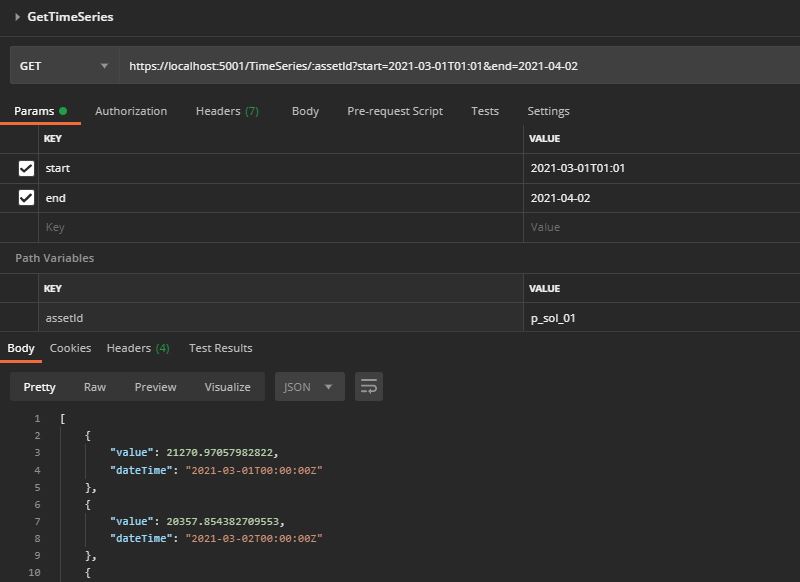 GetTimeSeries
GET https://localhost:5001/TimeSeries/:assetId?start=2021-03-01T01:01&end=2021-04-02
Params Authorization Headers (7) Body Pre-request Script Tests Settings
KEY VALUE
start 2021-03-01T01:01
end 2021-04-02
Key Value
Path Variables
KEY VALUE
assetId p_sol_01
Body Cookies Headers (4) Test Results
Pretty Raw Preview Visualize JSON
1 [
2 {
3 "value": 21270.97057982822,
4 "dateTime": "2021-03-01T00:00:00Z"
5 },
6 {
7 "value": 20357.854382709553,
8 "dateTime": "2021-03-02T00:00:00Z"
9 },
10 {